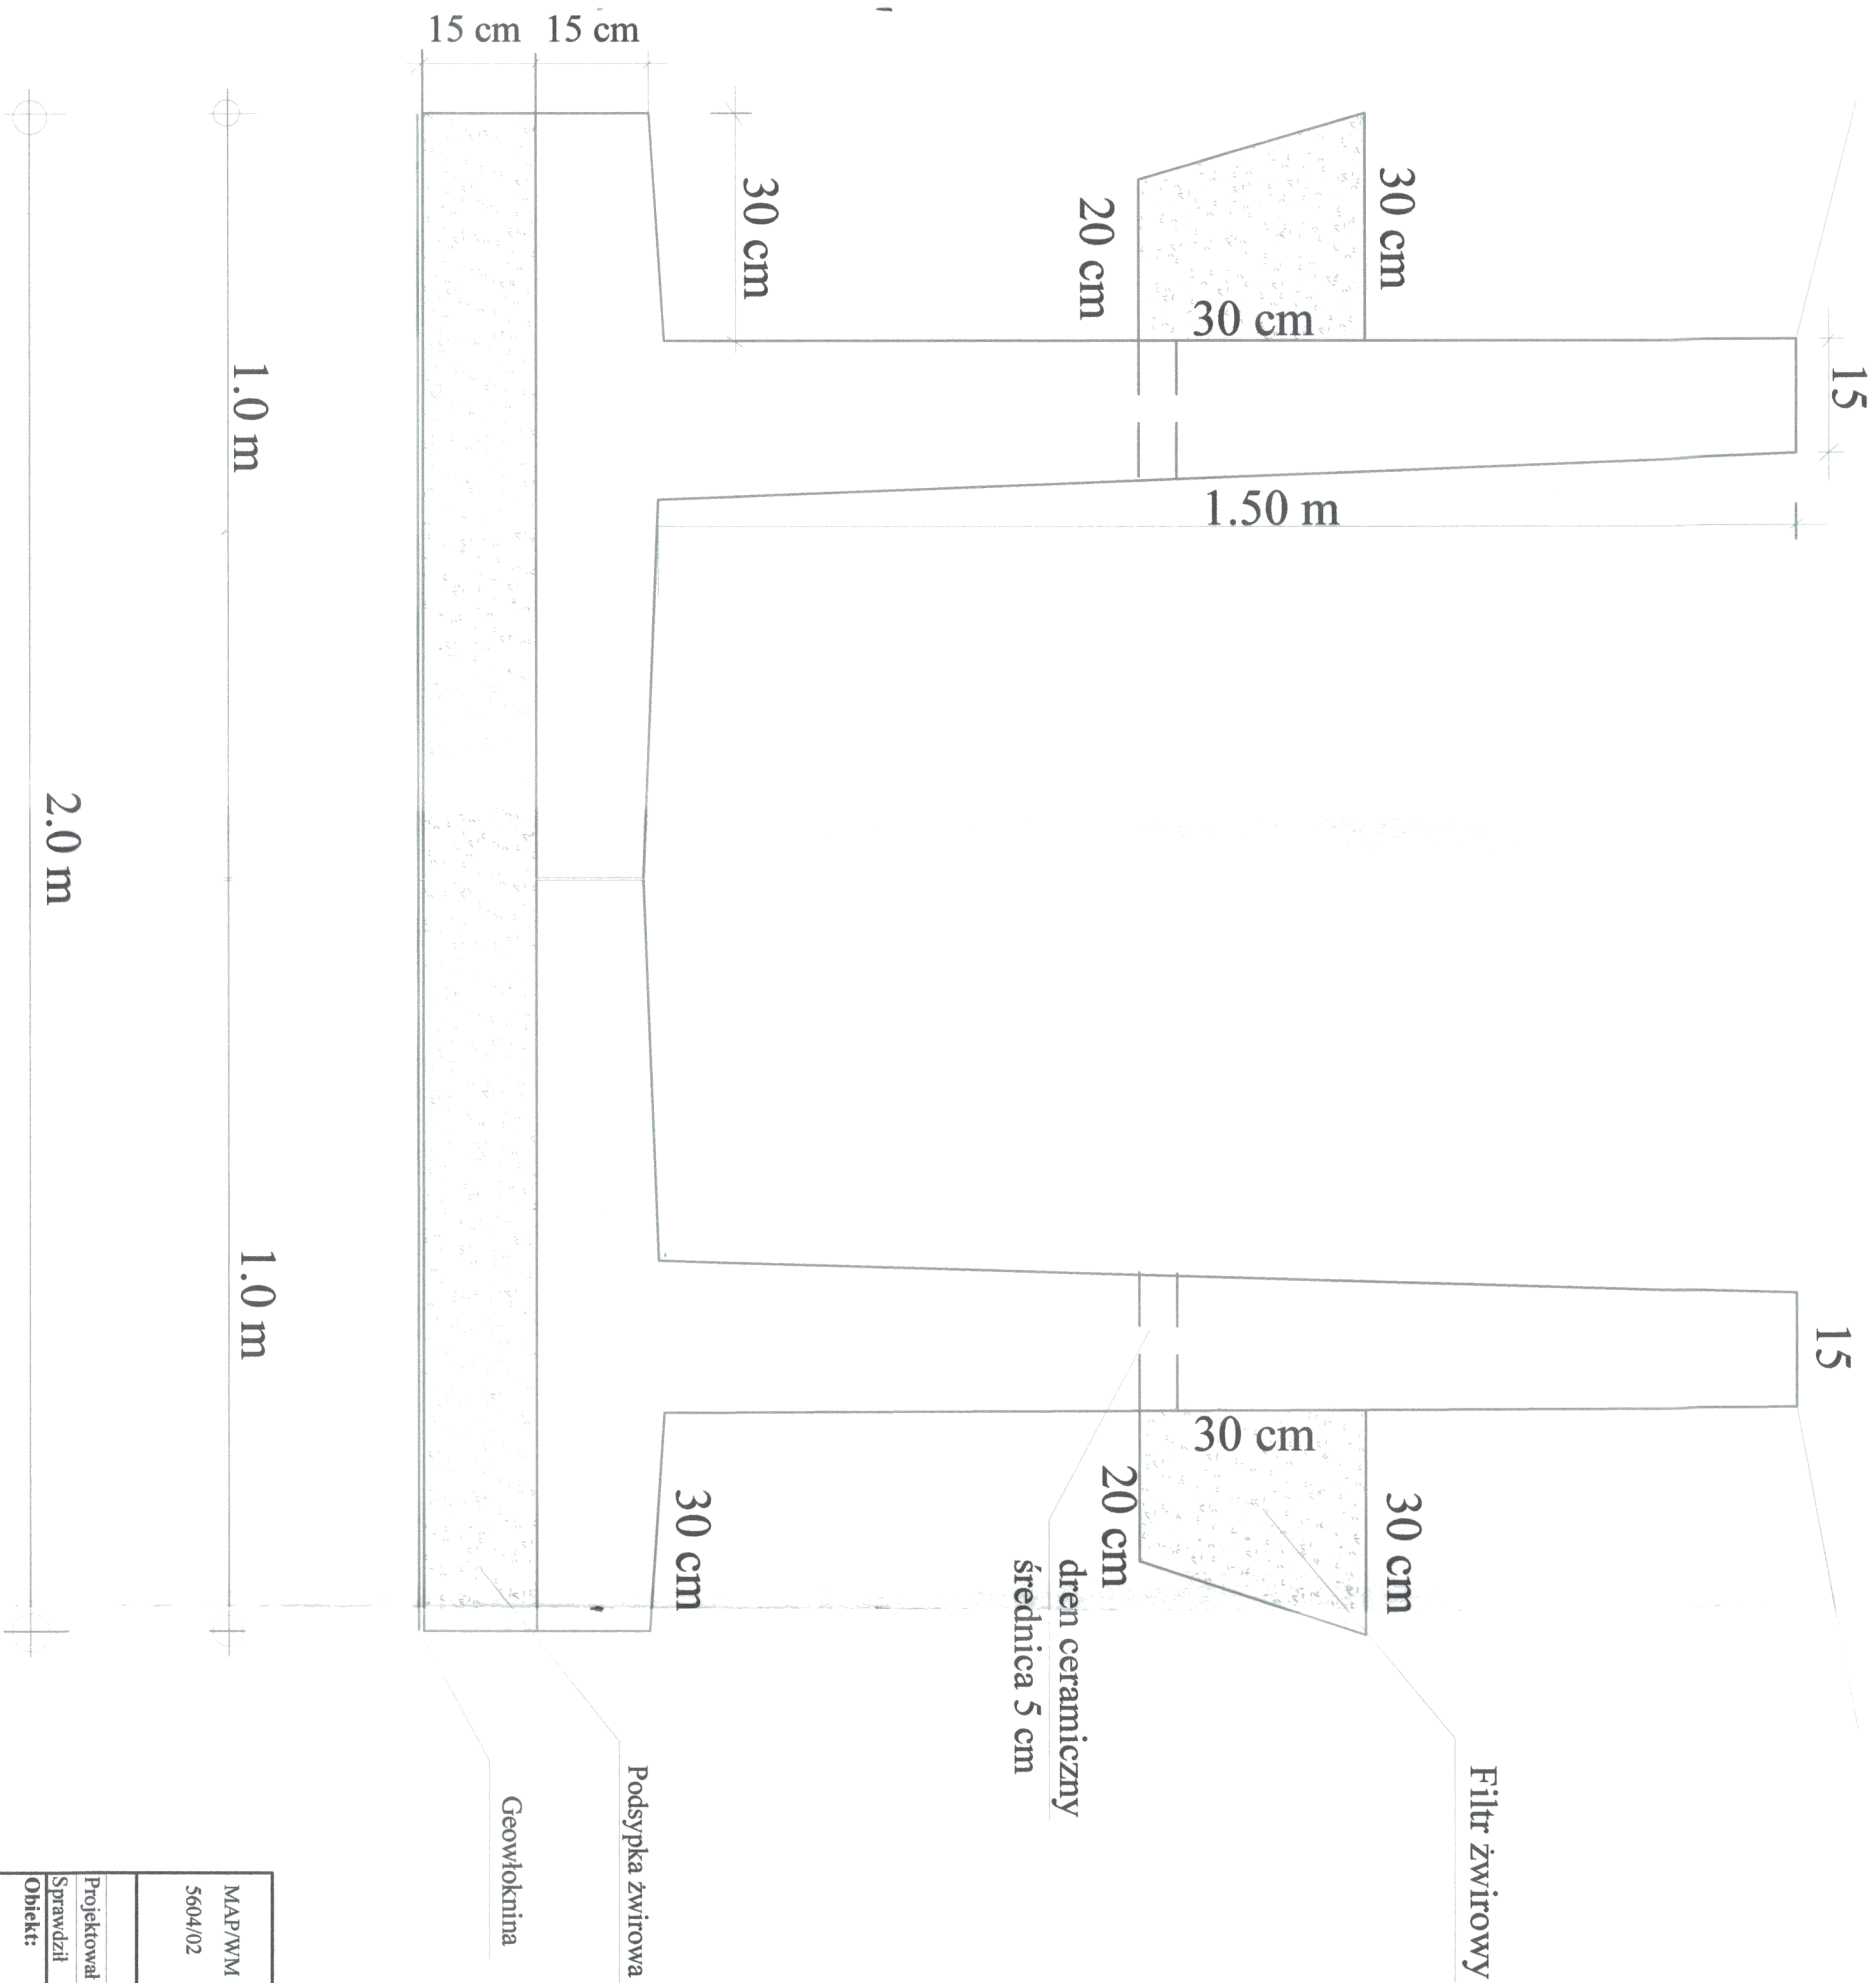 15
15
30 cm
30 cm
Filtr żwirowy
30 cm
30 cm
1.50 m
20 cm
20 cm
dren ceramiczny
średnica 5 cm
30 cm
30 cm
15 cm
15 cm
Podsypka żwirowa
Geowłoknina
1.0 m
1.0 m
2.0 m
MAP/WM
5604/02
Projektował
Sprawdził
Obiekt: